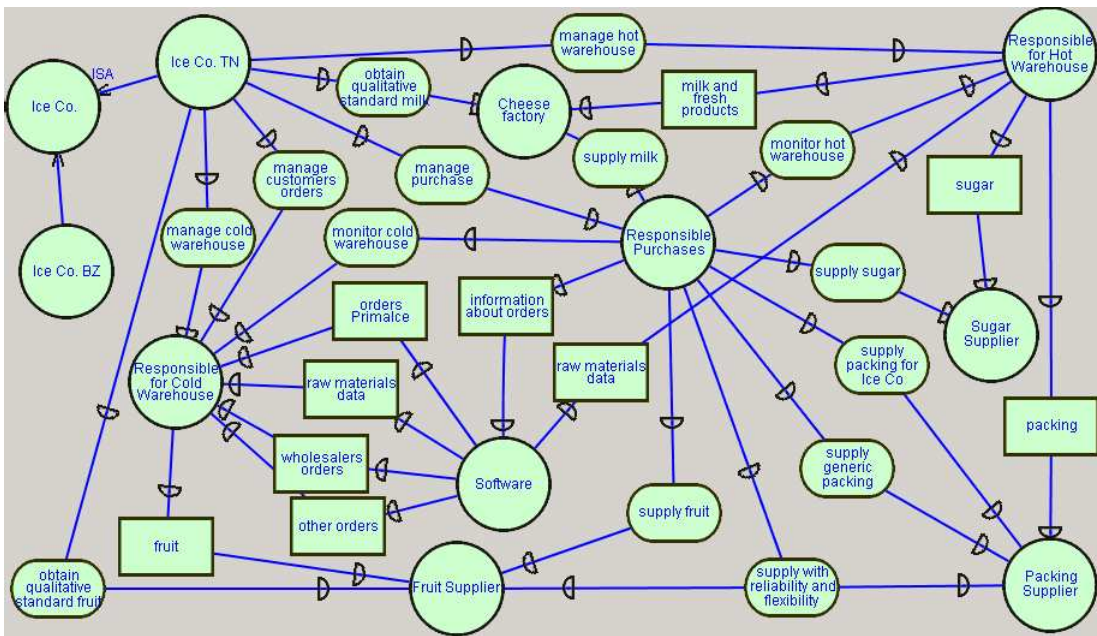 manage hot
warehouse
Responsible
for Hot
Warehouse
Ice Co. TN
ISA
Ice Co.
obtain
qualitative
standard milk
Cheese
factory
milk and
fresh
products
supply milk
monitor hot
warehouse
manage
customers
orders
manage
purchase
sugar
manage cold
warehouse
monitor cold
warehouse
Responsible
Purchases
Ice Co. BZ
supply sugar
orders
PrimaIce
information
about orders
Sugar
Supplier
Responsible
for Cold
Warehouse
raw materials
data
raw materials
data
supply
packing for
Ice Co
packing
wholesalers
orders
Software
supply
generic
packing
other orders
supply fruit
fruit
obtain
qualitative
standard fruit
Fruit Supplier
supply with
reliability and
flexibility
Packing
Supplier